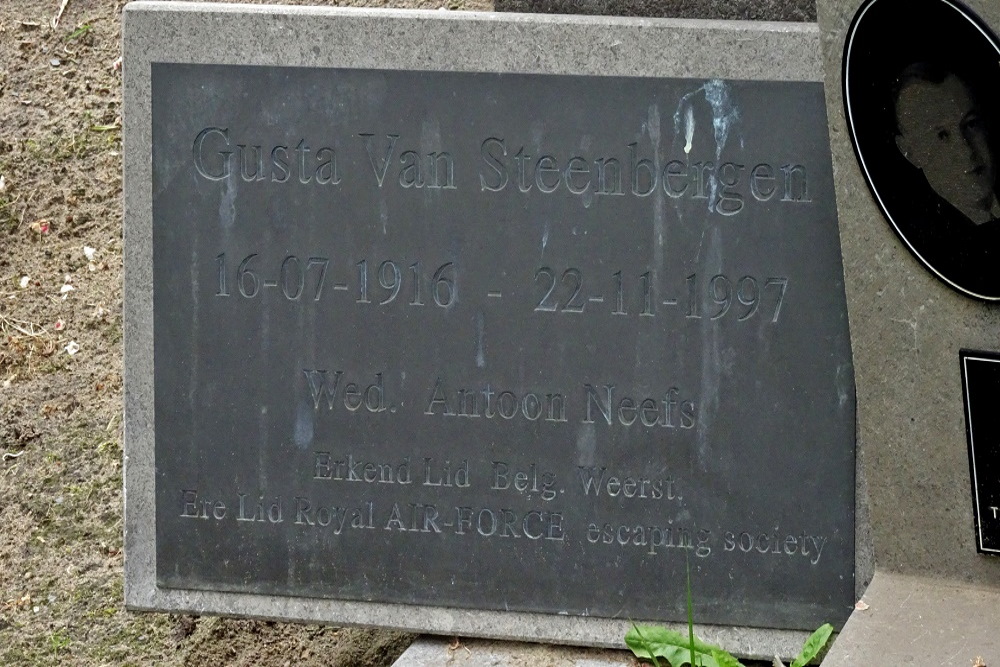 Gusta Van Steenbergen
16-07-1916 - 22-11-1997
Wed. Antoon Neefs
Erkend Lid Belg. Weerst.
Ere Lid Royal AIR-FORCE escaping society
T